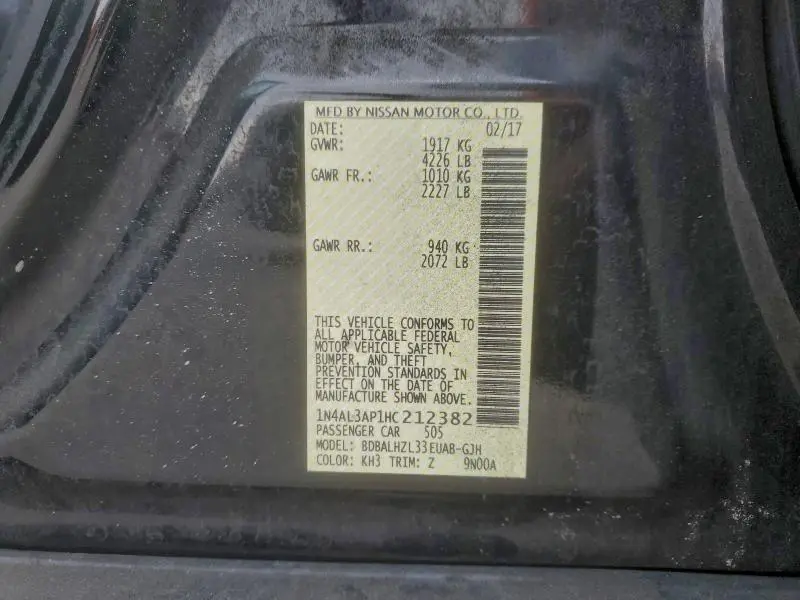 MFD BY NISSAN MOTOR CO., LTD.
DATE: 02/17
GVWR: 1917 KG
4226 LB
GAWR FR.: 1010 KG
2227 LB
GAWR RR.: 940 KG
2072 LB
THIS VEHICLE CONFORMS TO
ALL APPLICABLE FEDERAL
MOTOR VEHICLE SAFETY,
BUMPER, AND THEFT
PREVENTION STANDARDS IN
EFFECT ON THE DATE OF
MANUFACTURE SHOWN ABOVE.
1N4AL3AP1HC212382
PASSENGER CAR 505
MODEL: BDBALHZL33EUAB-GJH
COLOR: KH3 TRIM: Z 9N00A